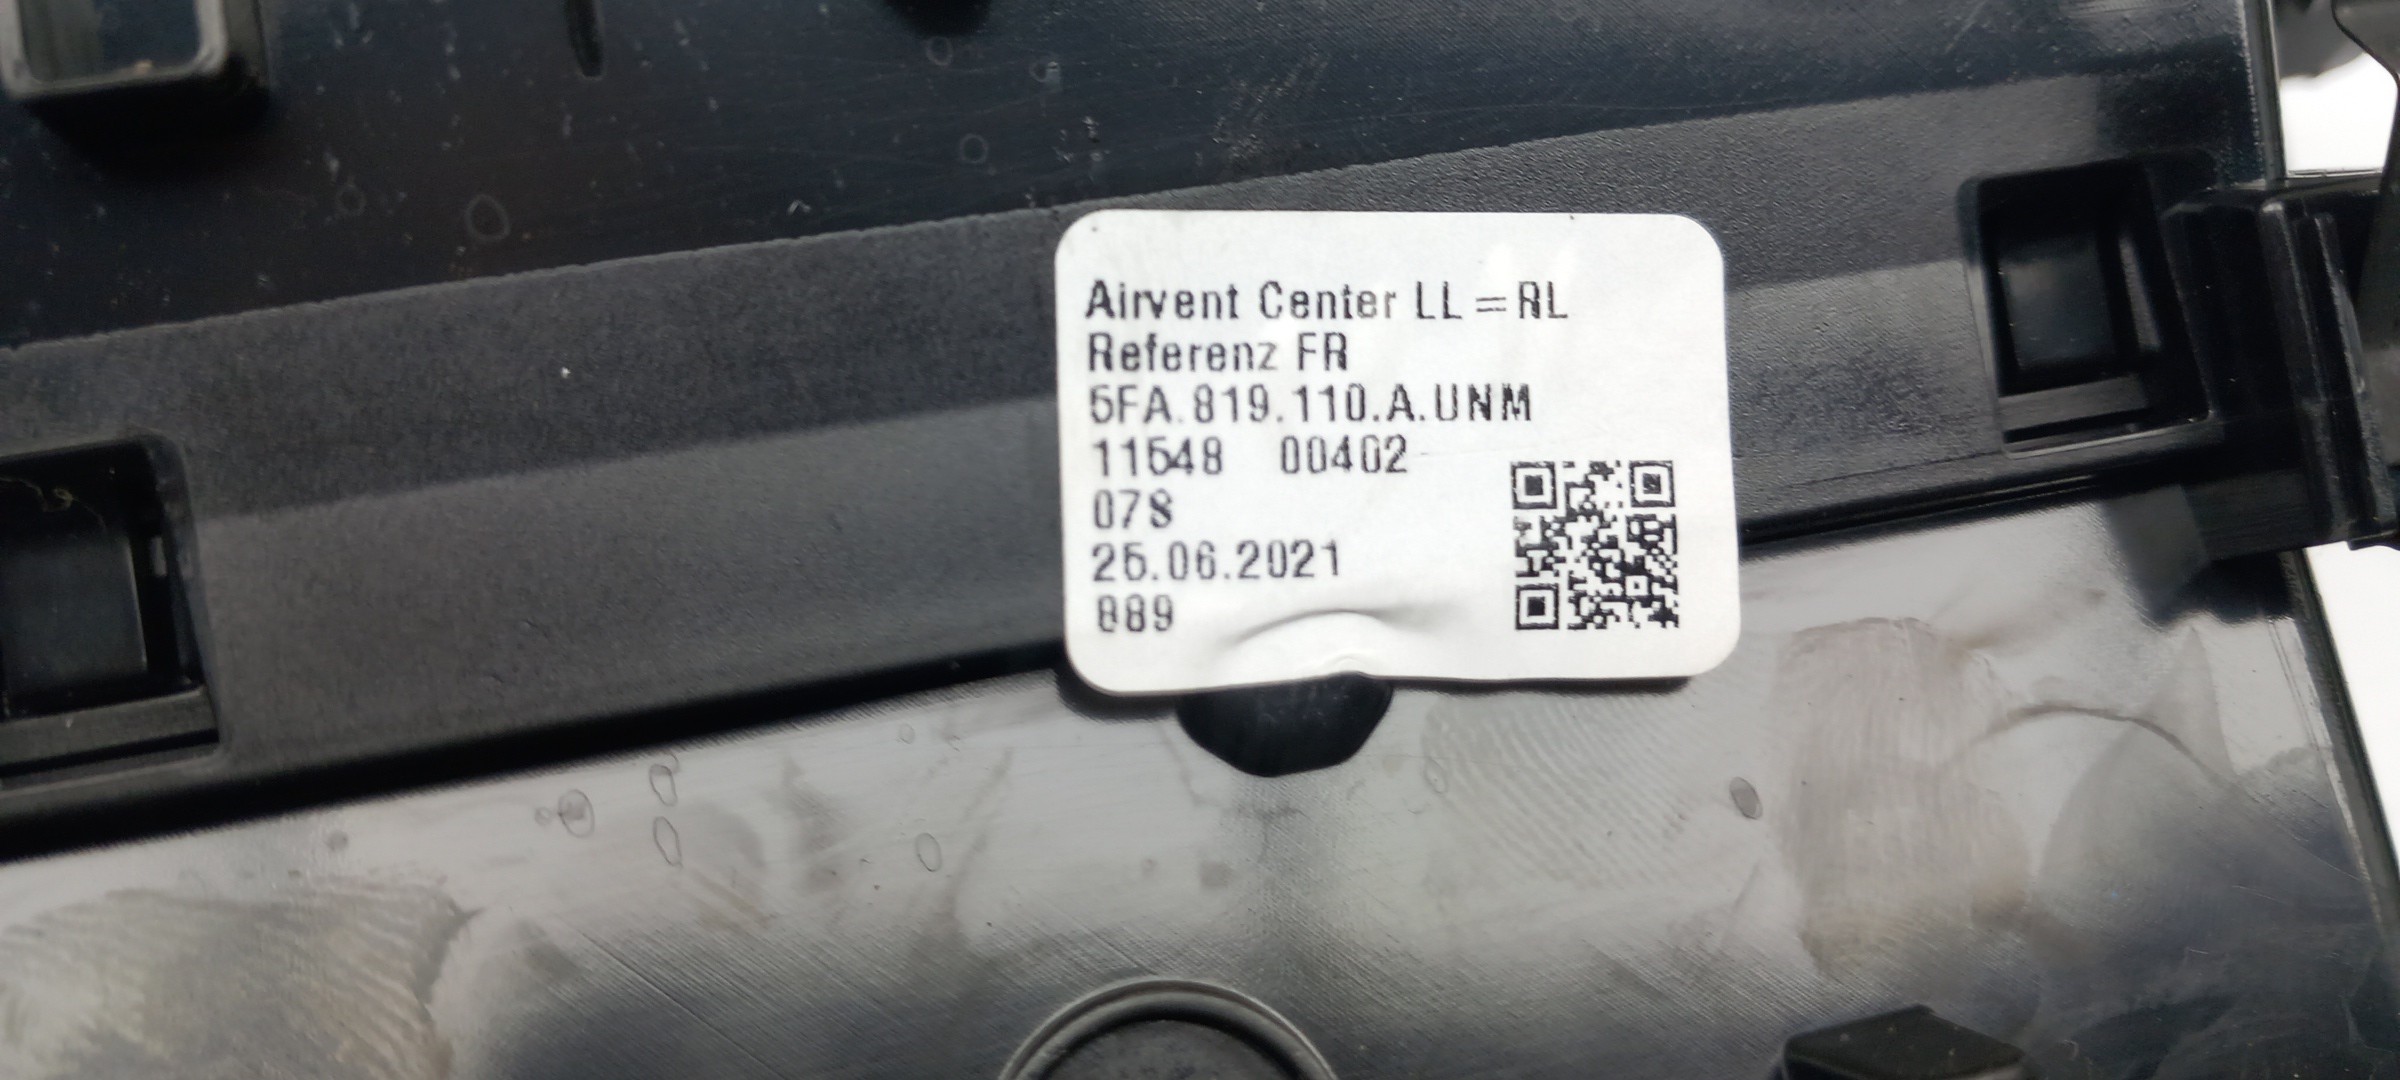 Airvent Center LL = RL
Referenz FR
5FA.819.110.A.UNM
11548 00402
078
25.06.2021
889